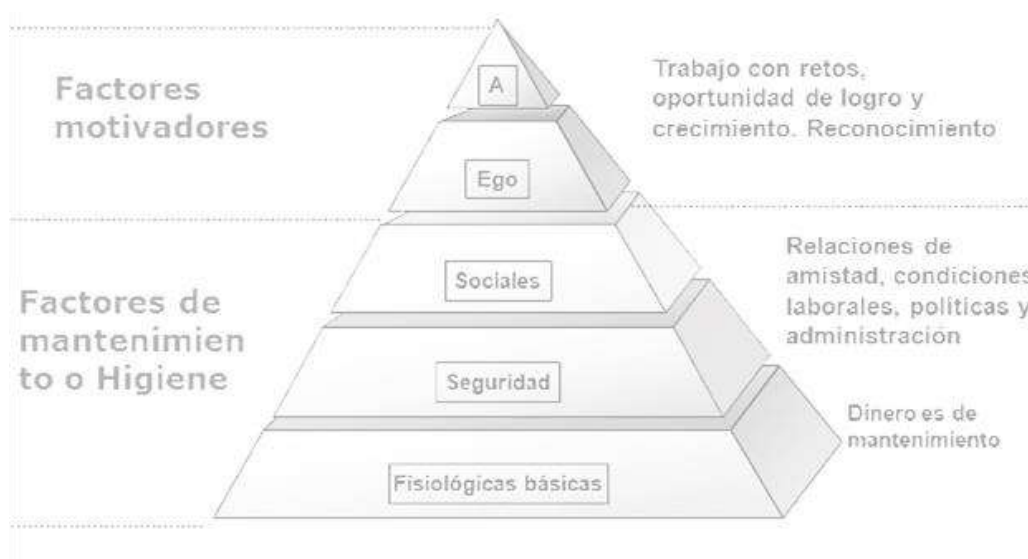 Factores
motivadores
A
Ego
Trabajo con retos,
oportunidad de logro y
crecimiento. Reconocimiento
Factores de
mantenimien
to o Higiene
Sociales
Seguridad
Fisiológicas básicas
Relaciones de
amistad, condiciones
laborales, políticas y
administración
Dinero es de
mantenimiento